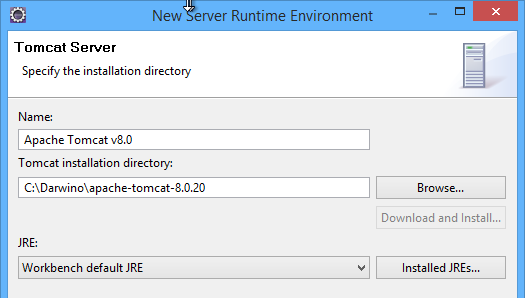 New Server Runtime Environment
Tomcat Server
Specify the installation directory
Name:
Apache Tomcat v8.0
Tomcat installation directory:
C:\Darwino\apache-tomcat-8.0.20
Browse...
Download and Install...
JRE:
Workbench default JRE
Installed JREs...